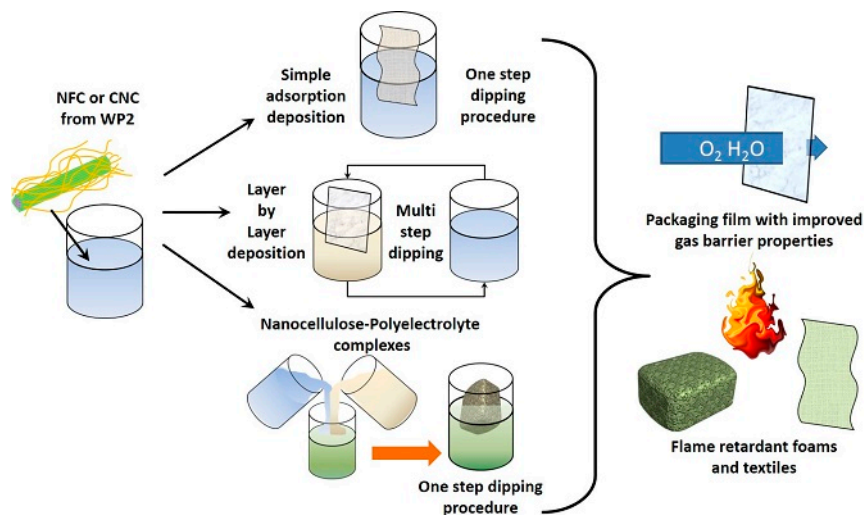 NFC or CNC
from WP2
Simple
adsorption
deposition
One step
dipping
procedure
Layer
by
Layer
deposition
Multi
step
dipping
Nanocellulose-Polyelectrolyte
complexes
One step dipping
procedure
O₂ H₂O
Packaging film with improved
gas barrier properties
Flame retardant foams
and textiles